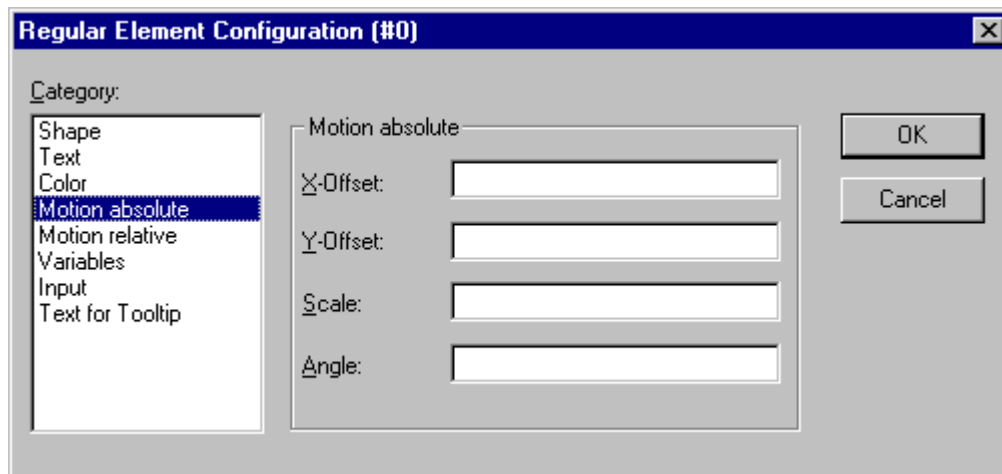 Regular Element Configuration (#0)
Category:
Shape
Text
Color
Motion absolute
Motion relative
Variables
Input
Text for Tooltip
Motion absolute
X-Offset:
Y-Offset:
Scale:
Angle:
OK
Cancel